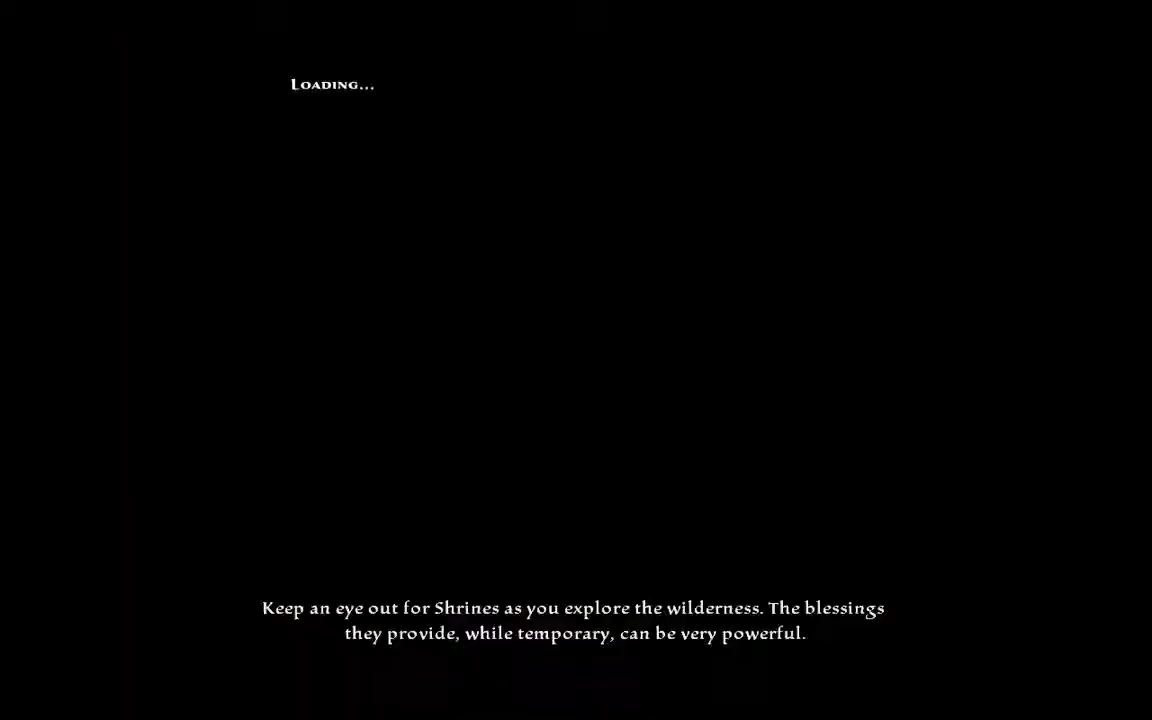 Loading...
Keep an eye out for Shrines as you explore the wilderness. The blessings
they provide, while temporary, can be very powerful.